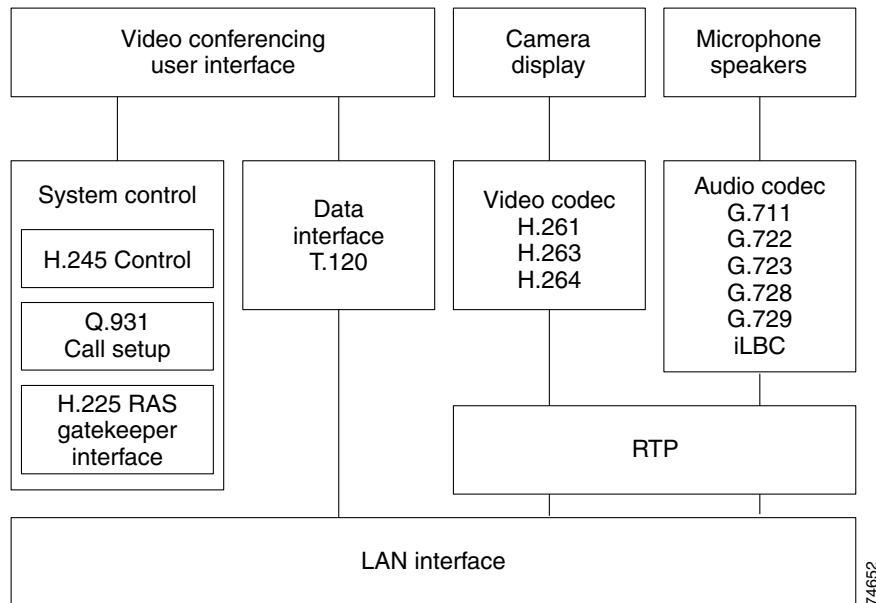 Video conferencing
user interface
Camera
display
Microphone
speakers
System control
H.245 Control
Q.931
Call setup
H.225 RAS
gatekeeper
interface
Data
interface
T.120
Video codec
H.261
H.263
H.264
Audio codec
G.711
G.722
G.723
G.728
G.729
iLBC
RTP
LAN interface
74652